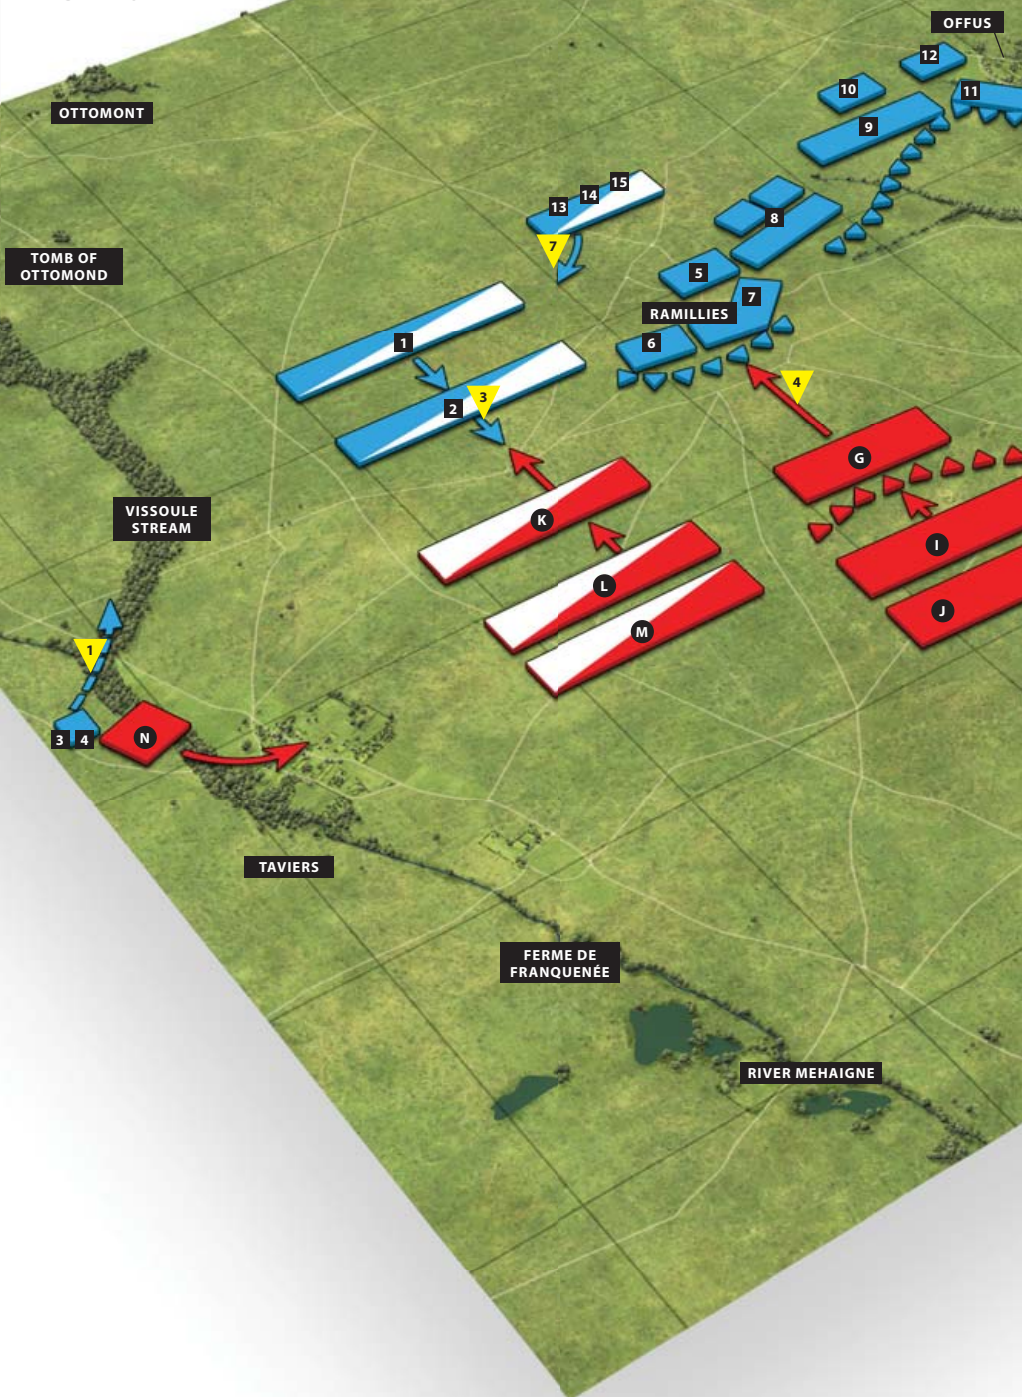 OFFUS
12
10
11
OTTOMONT
9
15
14
13
8
7
TOMB OF
OTTOMOND
5
7
RAMILLIES
1
6
4
3
2
G
VISSOULE
STREAM
K
I
L
J
M
1
3 4
N
TAVIERS
FERME DE
FRANQUENÉE
RIVER MEHAIGNE